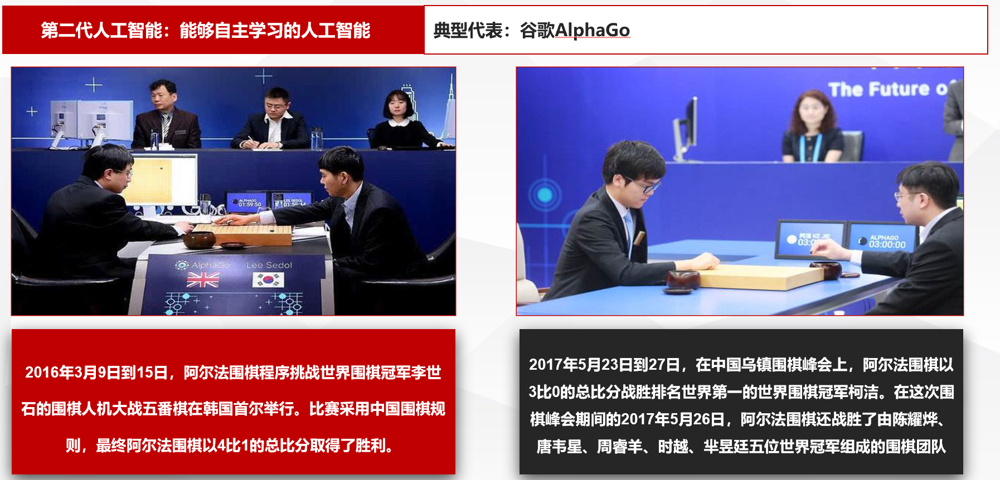 第二代人工智能：能够自主学习的人工智能
典型代表：谷歌AlphaGo
ALPHAGO
01:59:50
LEE SEDOL
AlphaGo
Lee Sedol
The Future of
柯洁 KE JIE
ALPHAGO
03:00:00
2016年3月9日到15日，阿尔法围棋程序挑战世界围棋冠军李世
石的围棋人机大战五番棋在韩国首尔举行。比赛采用中国围棋规
则，最终阿尔法围棋以4比1的总比分取得了胜利。
2017年5月23日到27日，在中国乌镇围棋峰会上，阿尔法围棋以
3比0的总比分战胜排名世界第一的世界围棋冠军柯洁。在这次围
棋峰会期间的2017年5月26日，阿尔法围棋还战胜了由陈耀烨、
唐韦星、周睿羊、时越、芈昱廷五位世界冠军组成的围棋团队